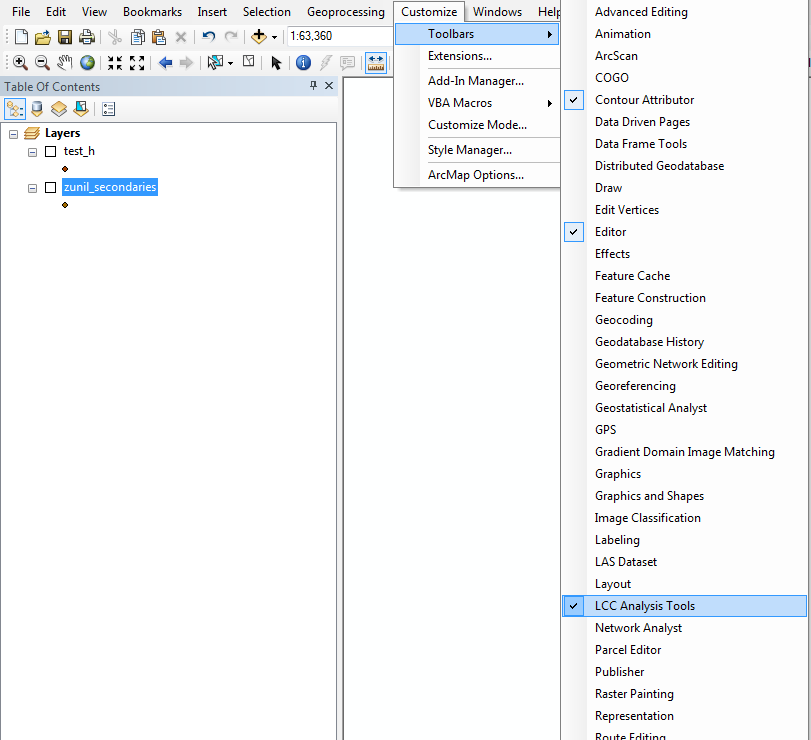 File Edit View Bookmarks Insert Selection Geoprocessing Customize Windows Help
1:63,360
Table Of Contents
Layers
test_h
zunil_secondaries
Toolbars
Extensions...
Add-In Manager...
VBA Macros
Customize Mode...
Style Manager...
ArcMap Options...
Advanced Editing
Animation
ArcScan
COGO
Contour Attributor
Data Driven Pages
Data Frame Tools
Distributed Geodatabase
Draw
Edit Vertices
Editor
Effects
Feature Cache
Feature Construction
Geocoding
Geodatabase History
Geometric Network Editing
Georeferencing
Geostatistical Analyst
GPS
Gradient Domain Image Matching
Graphics
Graphics and Shapes
Image Classification
Labeling
LAS Dataset
Layout
LCC Analysis Tools
Network Analyst
Parcel Editor
Publisher
Raster Painting
Representation
Route Editing